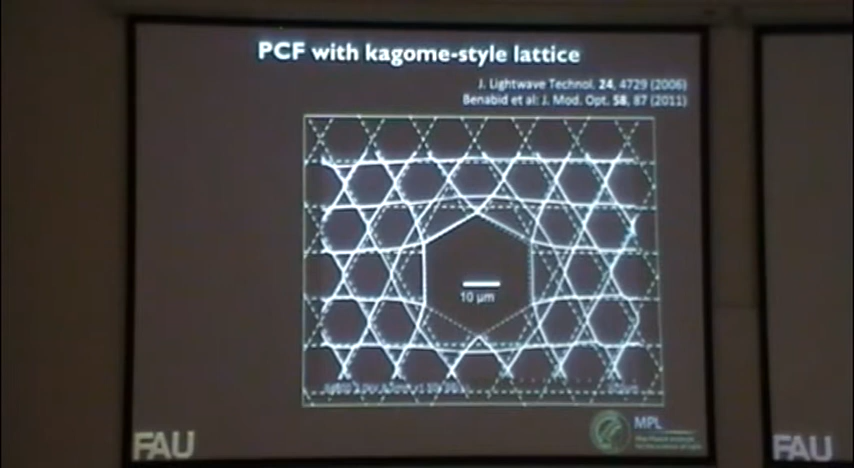 PCF with kagome-style lattice
J. Lightwave Technol. 24, 4729 (2006)
Benabid et al: J. Mod. Opt. 58, 87 (2011)
10 µm
MPL
FAU
FAU